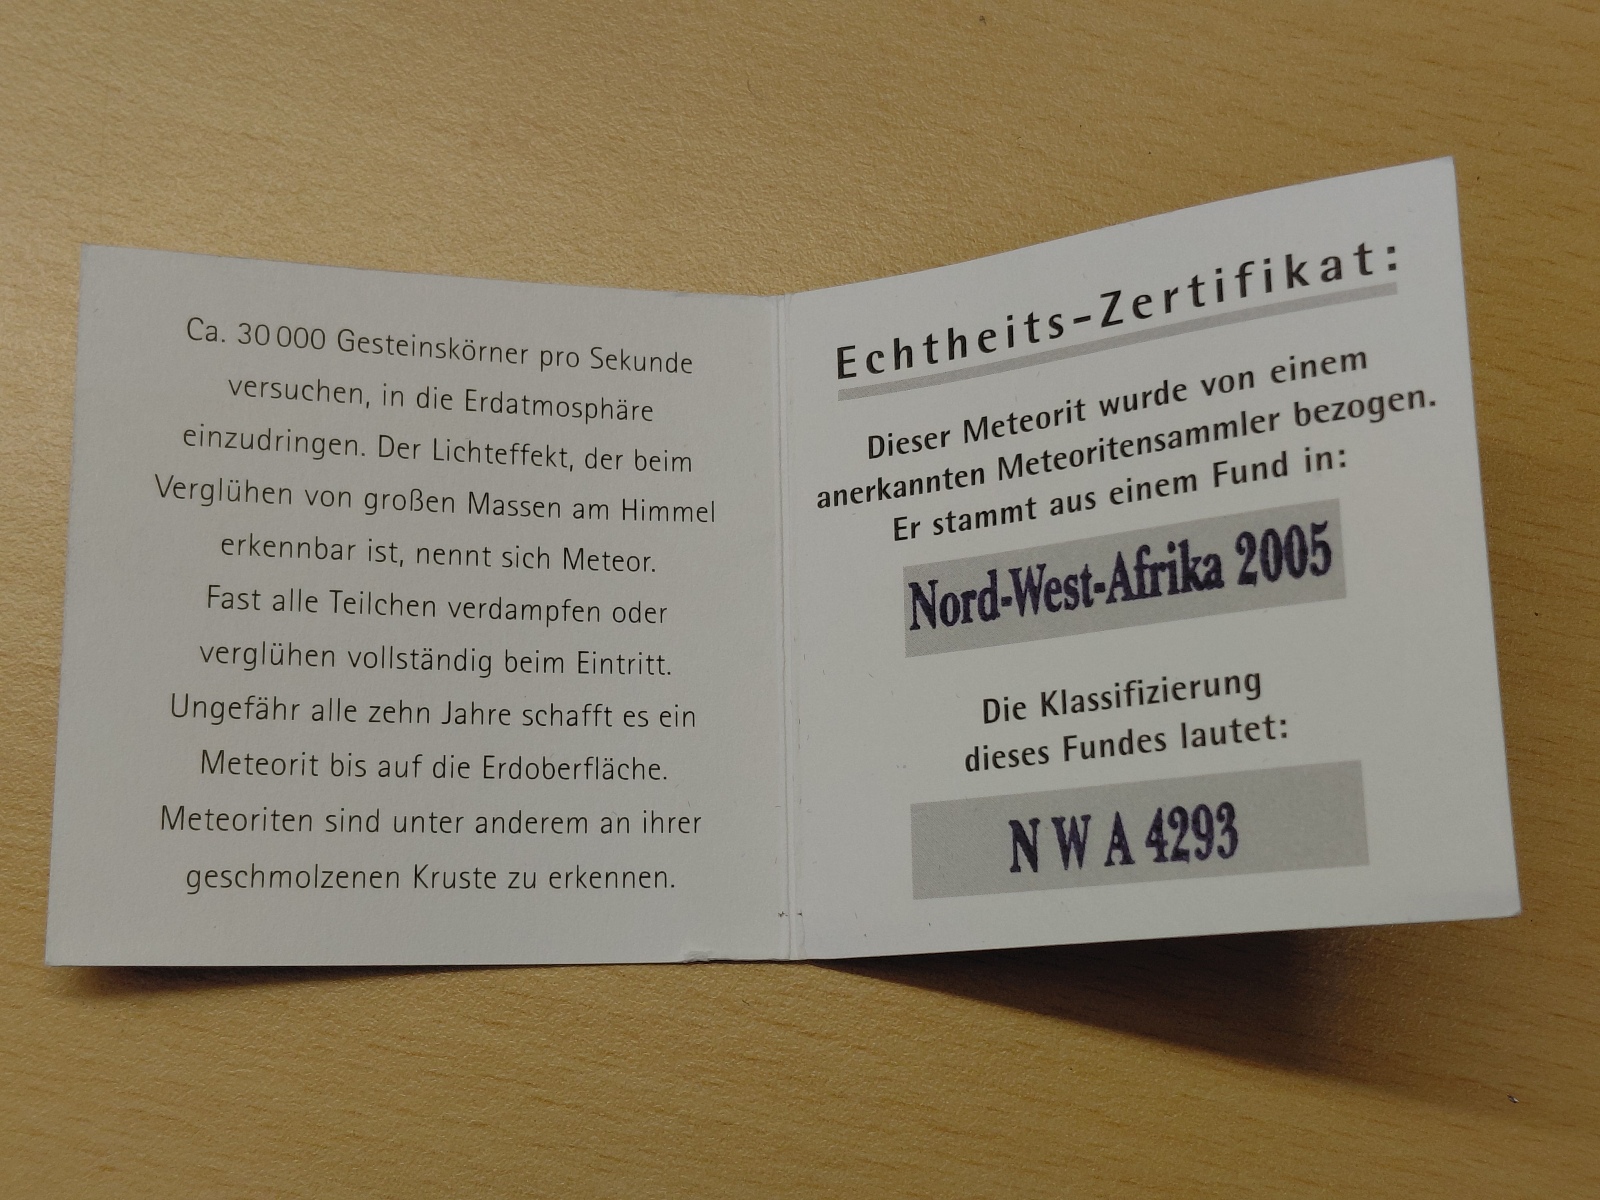 Ca. 30 000 Gesteinskörner pro Sekunde
versuchen, in die Erdatmosphäre
einzudringen. Der Lichteffekt, der beim
Verglühen von großen Massen am Himmel
erkennbar ist, nennt sich Meteor.
Fast alle Teilchen verdampfen oder
verglühen vollständig beim Eintritt.
Ungefähr alle zehn Jahre schafft es ein
Meteorit bis auf die Erdoberfläche.
Meteoriten sind unter anderem an ihrer
geschmolzenen Kruste zu erkennen.
Echtheits-Zertifikat:
Dieser Meteorit wurde von einem
anerkannten Meteoritensammler bezogen.
Er stammt aus einem Fund in:
Nord-West-Afrika 2005
Die Klassifizierung
dieses Fundes lautet:
N W A 4293